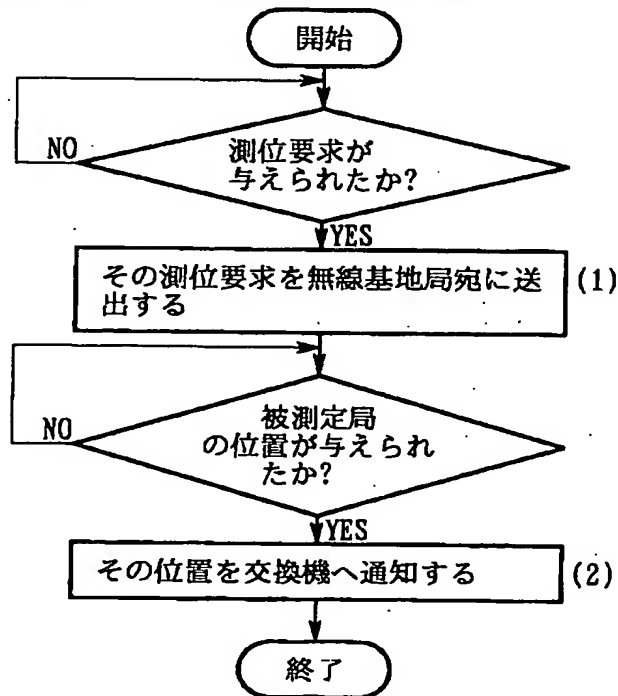 開始
NO
測位要求が
与えられたか?
YES
その測位要求を無線基地局宛に送
出する
(1)
NO
被測定局
の位置が与えられ
たか?
YES
その位置を交換機へ通知する
(2)
終了